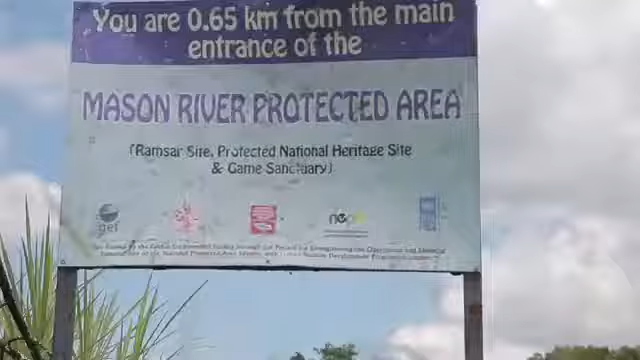 You are 0.65 km from the main
entrance of the
MASON RIVER PROTECTED AREA
(Ramsar Site, Protected National Heritage Site
& Game Sanctuary)
gef